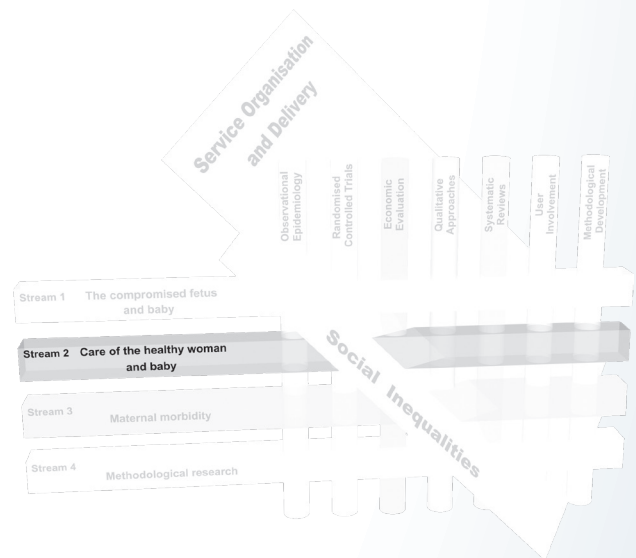 Service Organisation
and Delivery
Observational
Epidemiology
Randomised
Controlled Trials
Economic
Evaluation
Qualitative
Approaches
Systematic
Reviews
User
Involvement
Methodological
Development
Stream 1 The compromised fetus
and baby
Stream 2 Care of the healthy woman
and baby
Stream 3 Maternal morbidity
Stream 4 Methodological research
Social Inequalities